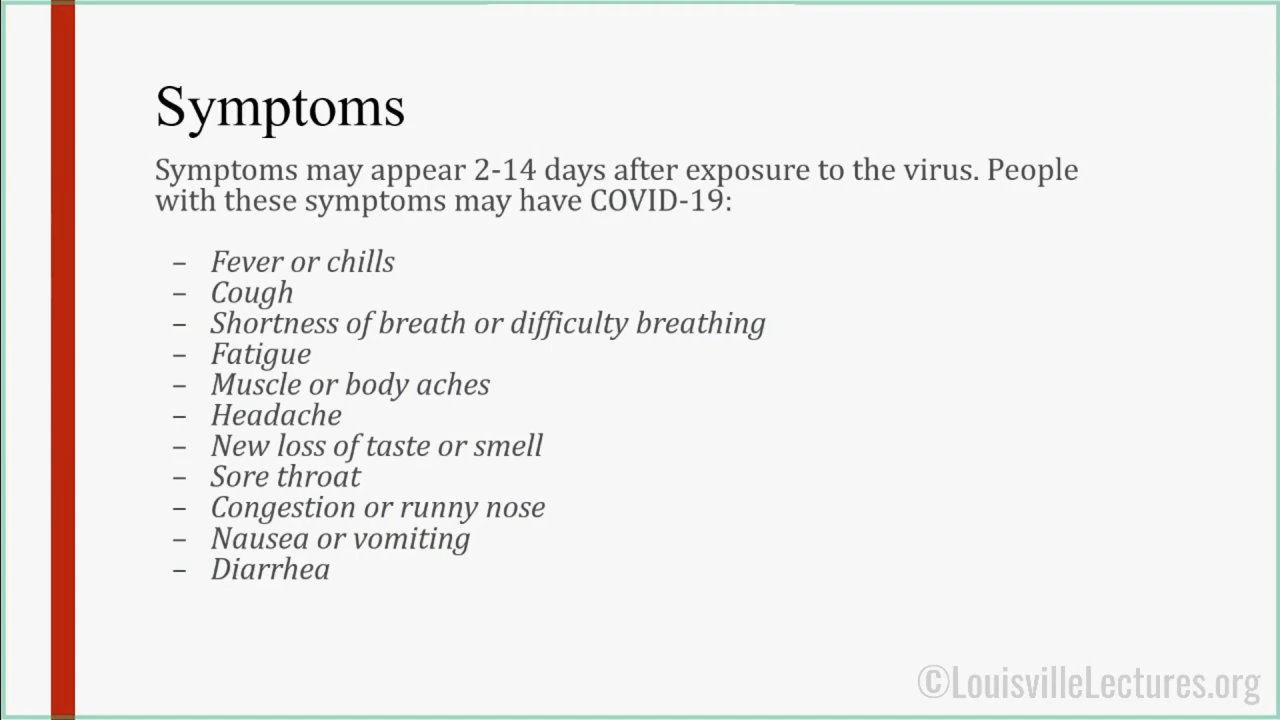 Symptoms
Symptoms may appear 2-14 days after exposure to the virus. People
with these symptoms may have COVID-19:
– Fever or chills
– Cough
– Shortness of breath or difficulty breathing
– Fatigue
– Muscle or body aches
– Headache
– New loss of taste or smell
– Sore throat
– Congestion or runny nose
– Nausea or vomiting
– Diarrhea
©LouisvilleLectures.org